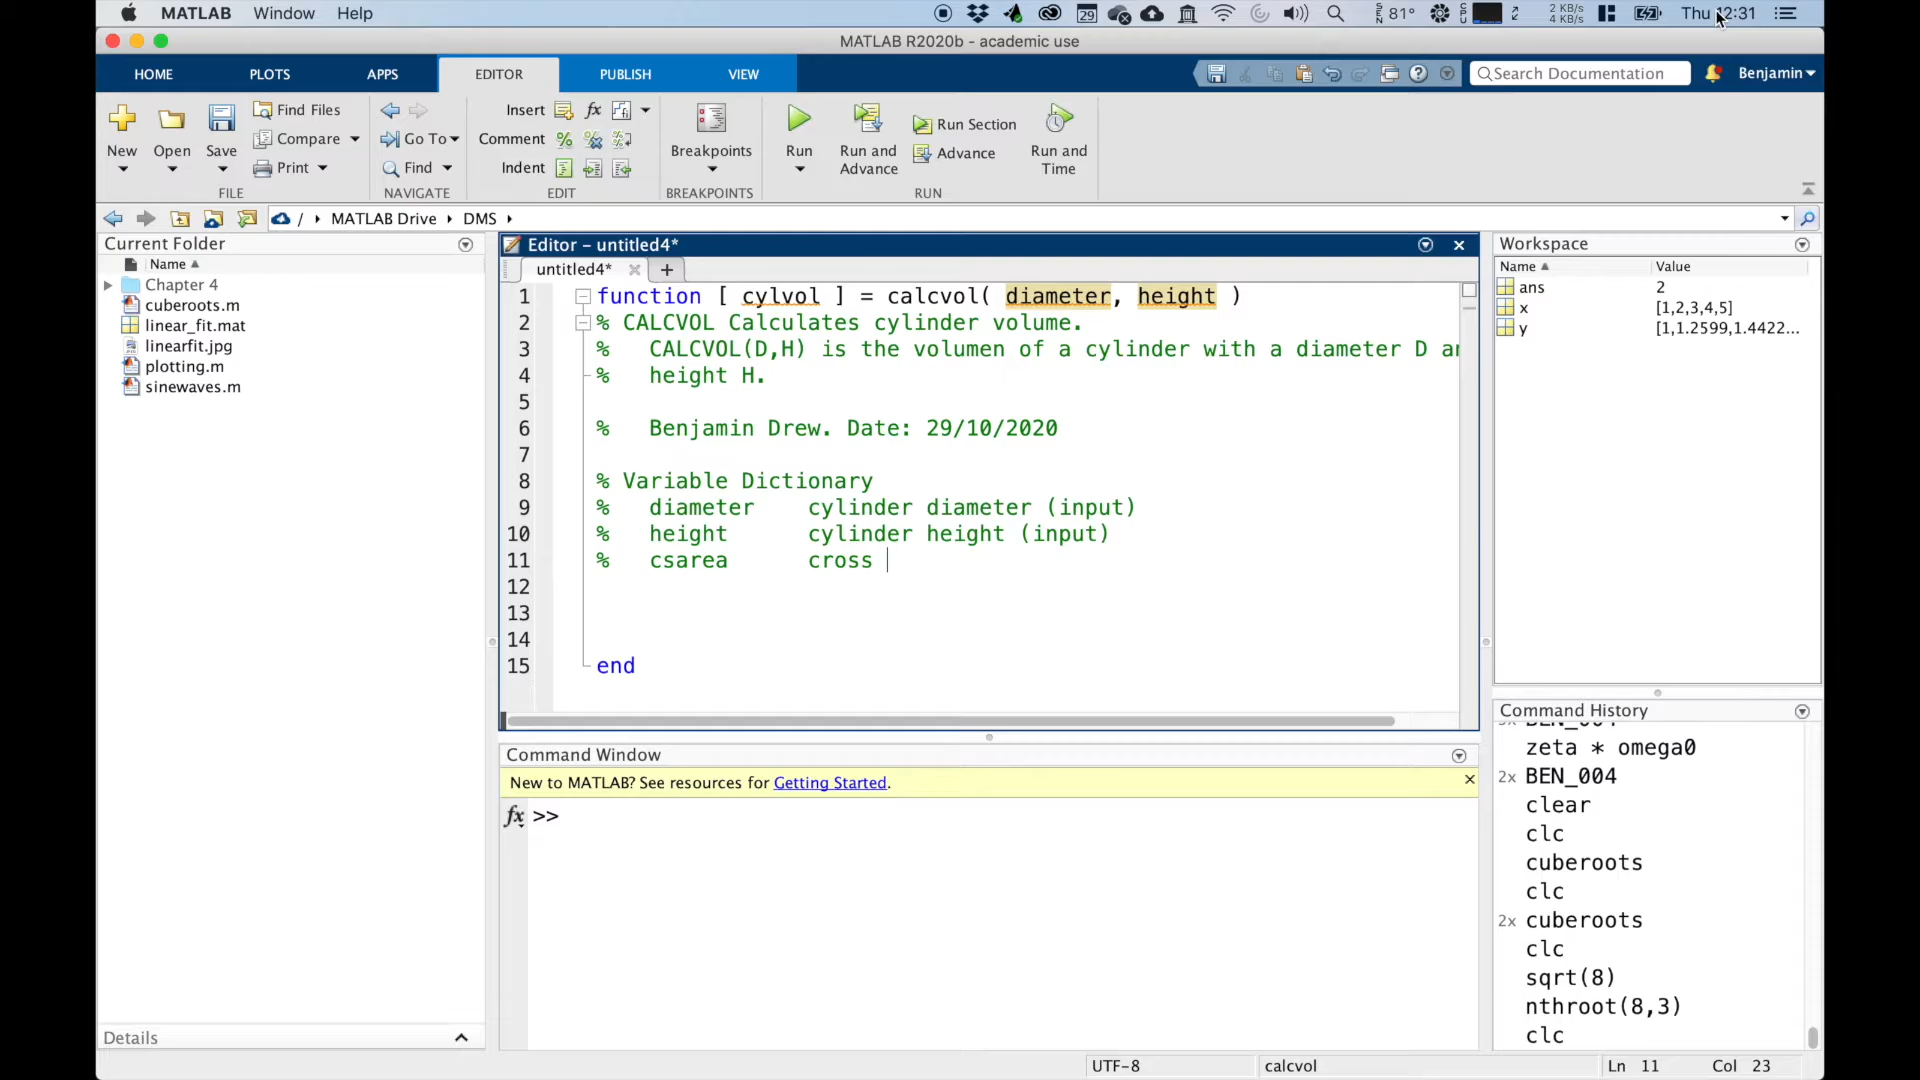 MATLAB Window Help
29 81° 2 KB/s 4 KB/s Thu 12:31
MATLAB R2020b - academic use
HOME PLOTS APPS EDITOR PUBLISH VIEW
Search Documentation Benjamin
New Open Save
Find Files
Compare
Print
FILE
Go To
Find
NAVIGATE
Insert fx
Comment
Indent
EDIT
Breakpoints
BREAKPOINTS
Run
Run and Advance
Run Section
Advance
Run and Time
RUN
/ MATLAB Drive DMS
Current Folder
Name
Chapter 4
cuberoots.m
linear_fit.mat
linearfit.jpg
plotting.m
sinewaves.m
Details
Editor - untitled4*
untitled4* +
1 function [ cylvol ] = calcvol( diameter, height )
2 % CALCVOL Calculates cylinder volume.
3 % CALCVOL(D,H) is the volumen of a cylinder with a diameter D
4 % height H.
5
6 % Benjamin Drew. Date: 29/10/2020
7
8 % Variable Dictionary
9 % diameter cylinder diameter (input)
10 % height cylinder height (input)
11 % csarea cross
12
13
14
15 end
Command Window
New to MATLAB? See resources for Getting Started.
fx >>
Workspace
Name Value
ans 2
x [1,2,3,4,5]
y [1,1.2599,1.4422...
Command History
zeta * omega0
2x BEN_004
clear
clc
cuberoots
clc
2x cuberoots
clc
sqrt(8)
nthroot(8,3)
clc
UTF-8 calcvol Ln 11 Col 23